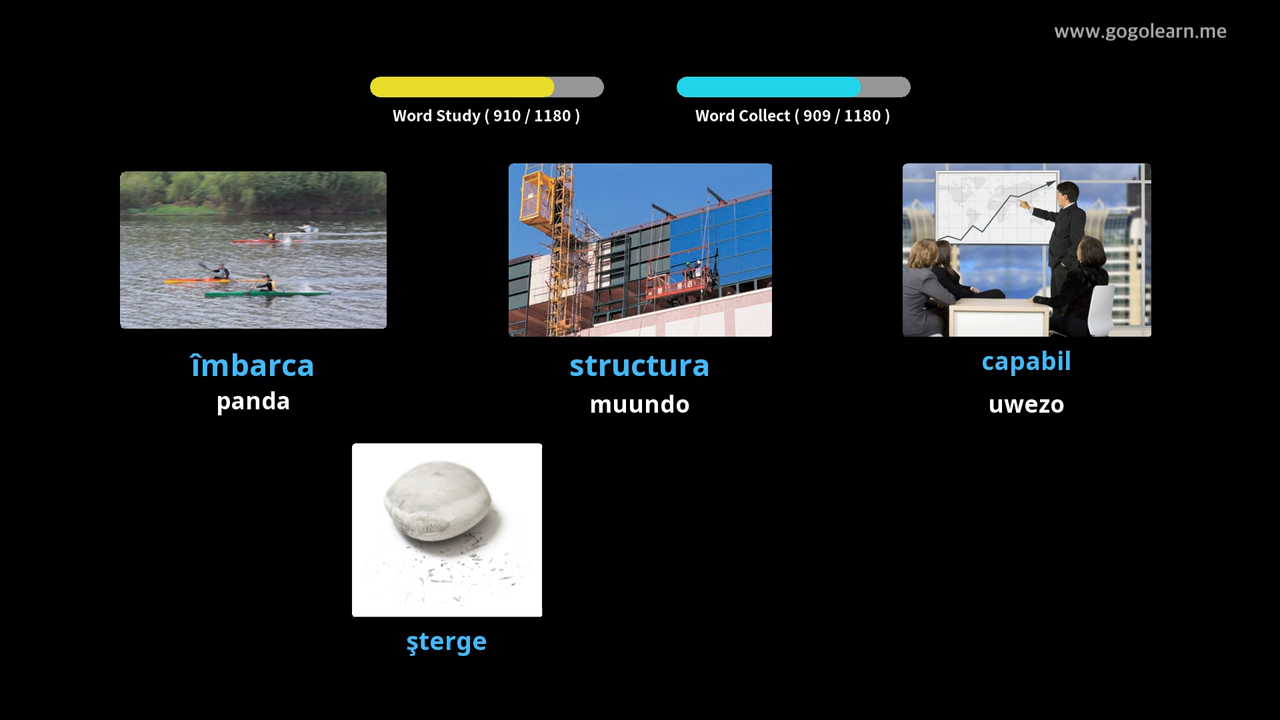 www.gogolearn.me
Word Study ( 910 / 1180 )
Word Collect ( 909 / 1180 )
îmbarca
panda
structura
muundo
capabil
uwezo
şterge